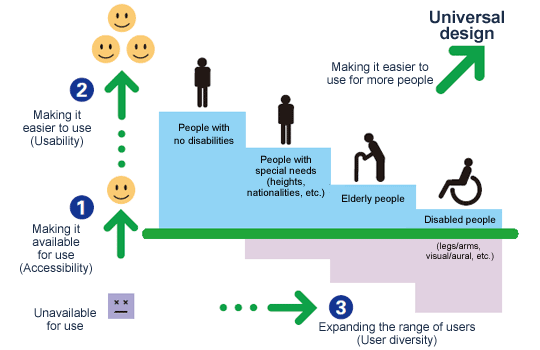 Universal
design
Making it easier to
use for more people
2
Making it
easier to use
(Usability)
People with
no disabilities
People with
special needs
(heights,
nationalities, etc.)
Elderly people
Disabled people
(legs/arms,
visual/aural, etc.)
1
Making it
available
for use
(Accessibility)
Unavailable
for use
3
Expanding the range of users
(User diversity)